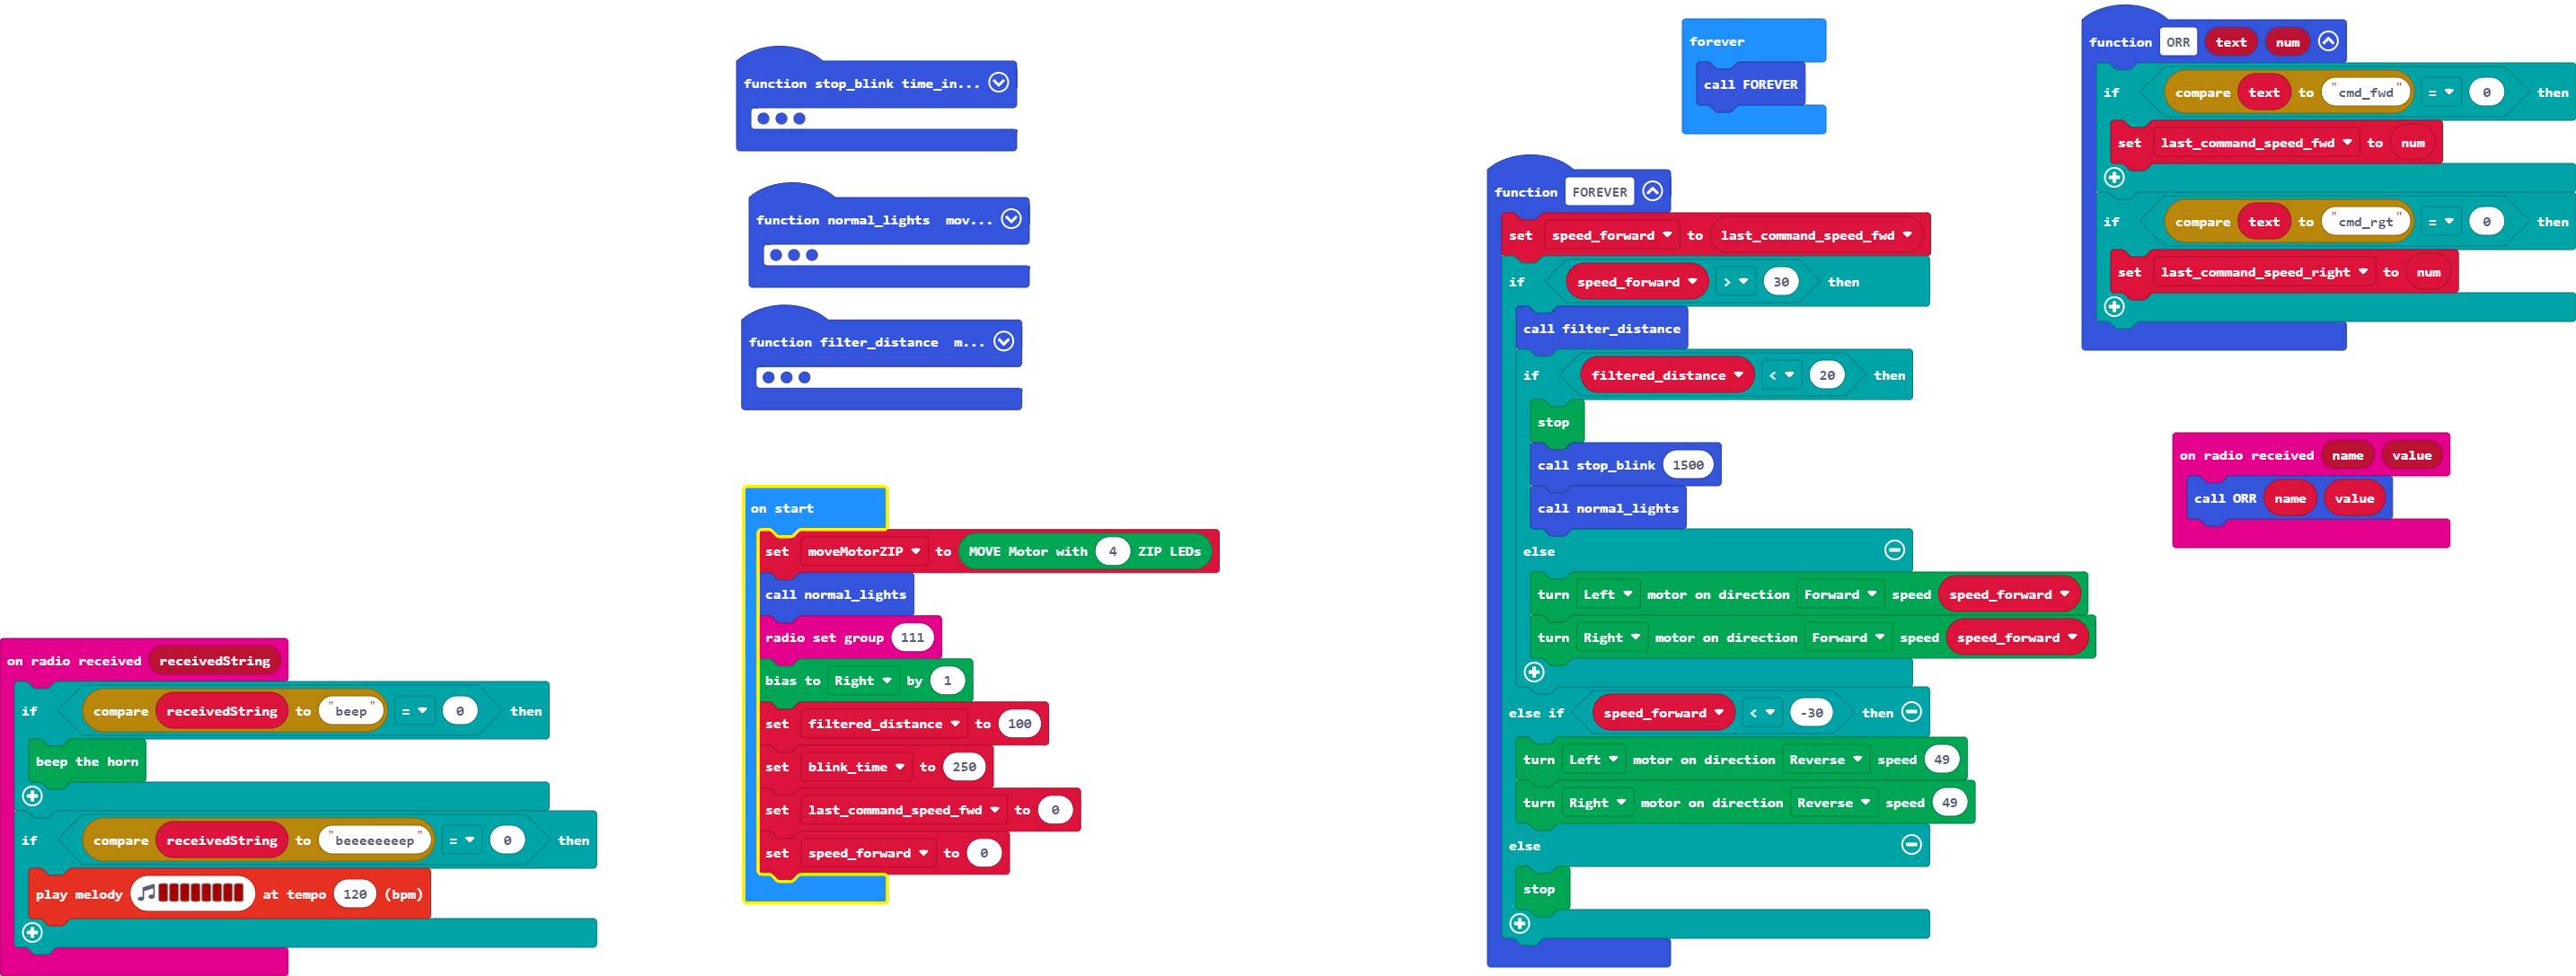 function stop_blink time_in...
function normal_lights mov...
function filter_distance m...
on start
set moveMotorZIP to MOVE Motor with 4 ZIP LEDs
call normal_lights
radio set group 111
bias to Right by 1
set filtered_distance to 100
set blink_time to 250
set last_command_speed_fwd to 0
set speed_forward to 0
on radio received receivedString
if compare receivedString to "beep" = 0 then
beep the horn
if compare receivedString to "beeeeeeeep" = 0 then
play melody at tempo 120 (bpm)
forever
call FOREVER
function FOREVER
set speed_forward to last_command_speed_fwd
if speed_forward > 30 then
call filter_distance
if filtered_distance < 20 then
stop
call stop_blink 1500
call normal_lights
else
turn Left motor on direction Forward speed speed_forward
turn Right motor on direction Forward speed speed_forward
else if speed_forward < -30 then
turn Left motor on direction Reverse speed 49
turn Right motor on direction Reverse speed 49
else
stop
function ORR text num
if compare text to "cmd_fwd" = 0 then
set last_command_speed_fwd to num
if compare text to "cmd_rgt" = 0 then
set last_command_speed_right to num
on radio received name value
call ORR name value